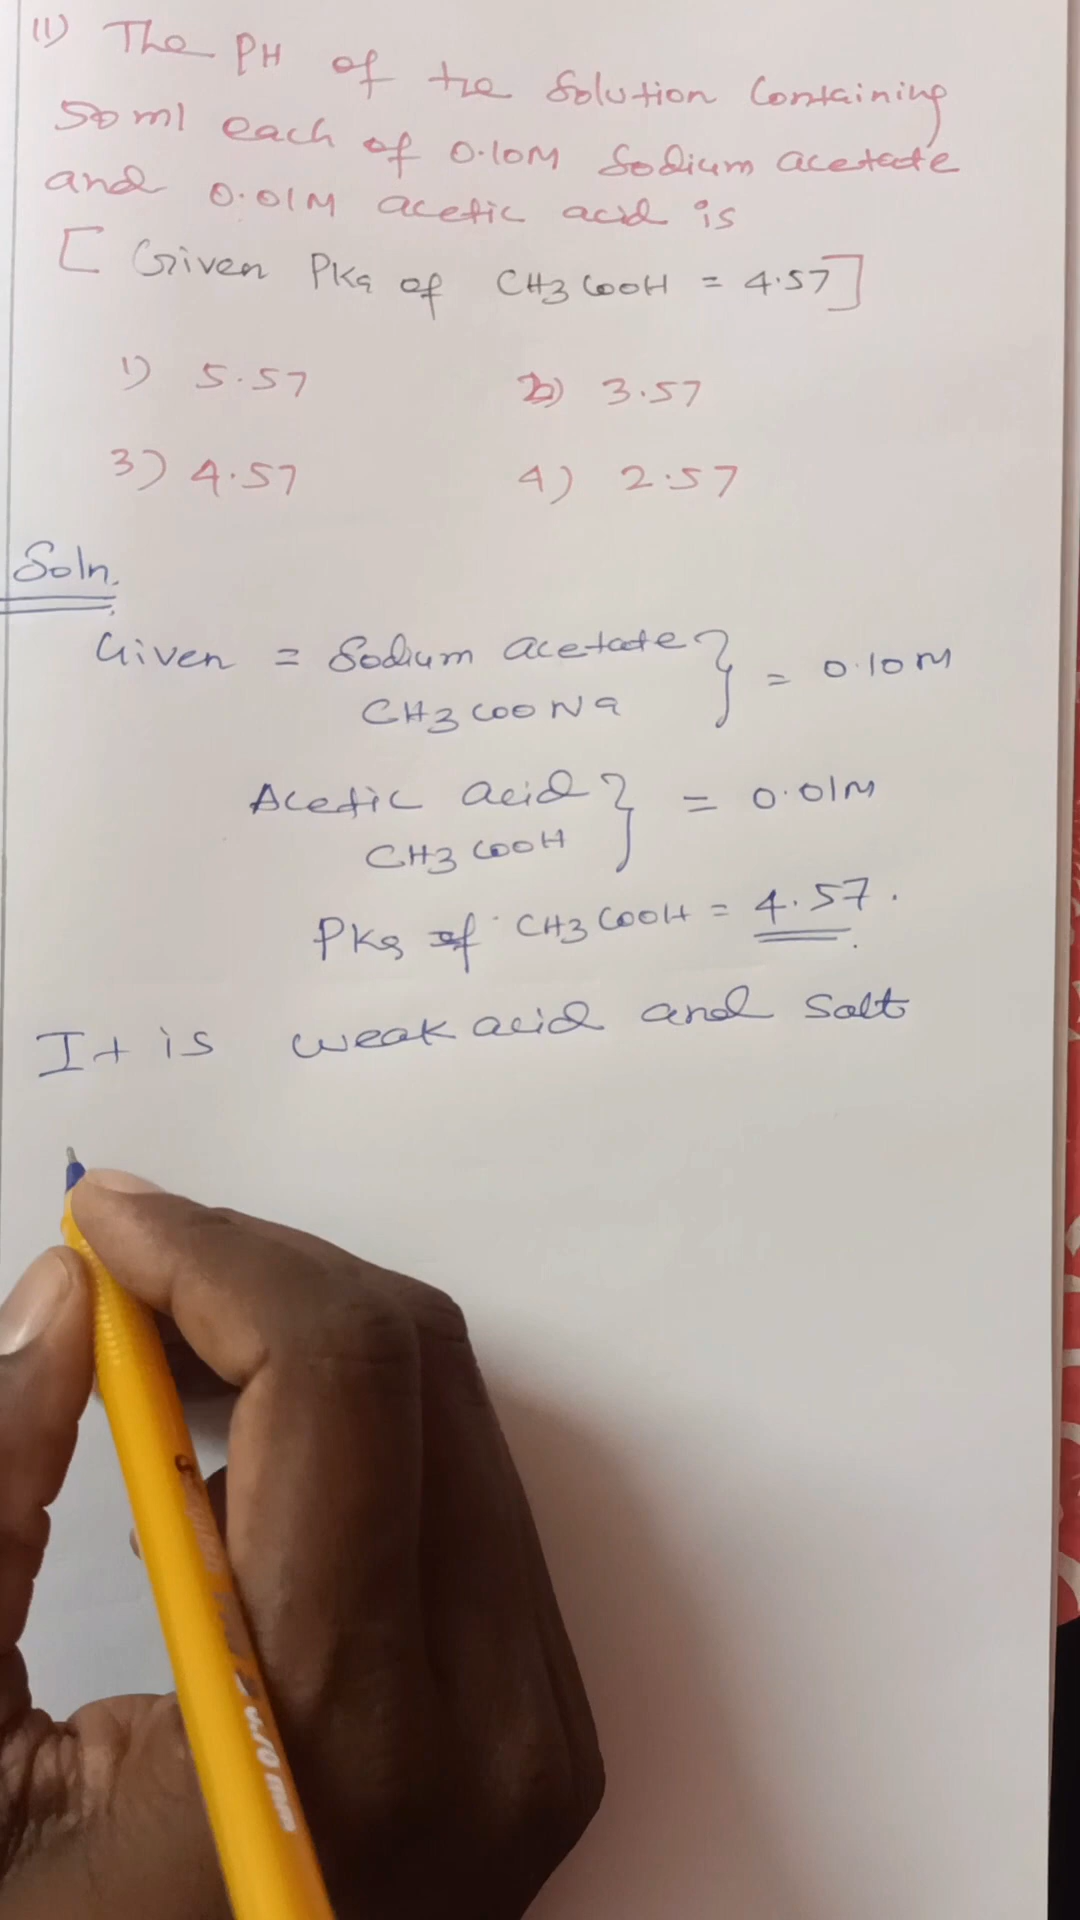 11) The PH of the Solution Containing
50 ml each of 0.10M Sodium acetate
and 0.01M acetic acid is
[ Given PKa of CH3COOH = 4.57 ]
1) 5.57 2) 3.57
3) 4.57 4) 2.57
Soln.
Given = Sodium acetate } = 0.10M
CH3COONa
Acetic acid } = 0.01M
CH3COOH
PKa of CH3COOH = 4.57.
It is weak acid and Salt
0.10 mm